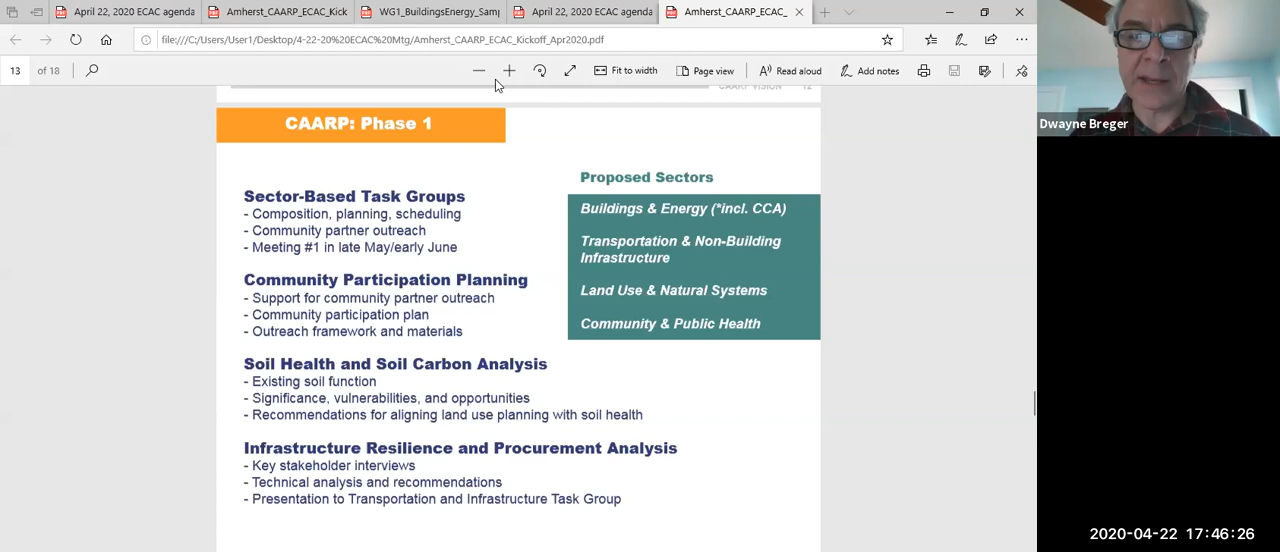 April 22, 2020 ECAC agenda
Amherst_CAARP_ECAC_Kick
WG1_BuildingsEnergy_Samp
April 22, 2020 ECAC agenda
Amherst_CAARP_ECAC_
file:///C:/Users/User1/Desktop/4-22-20%20ECAC%20Mtg/Amherst_CAARP_ECAC_Kickoff_Apr2020.pdf
13 of 18
Fit to width
Page view
Read aloud
Add notes
CAARP VISION 12
Dwayne Breger
CAARP: Phase 1
Sector-Based Task Groups
- Composition, planning, scheduling
- Community partner outreach
- Meeting #1 in late May/early June
Community Participation Planning
- Support for community partner outreach
- Community participation plan
- Outreach framework and materials
Proposed Sectors
Buildings & Energy (*incl. CCA)
Transportation & Non-Building
Infrastructure
Land Use & Natural Systems
Community & Public Health
Soil Health and Soil Carbon Analysis
- Existing soil function
- Significance, vulnerabilities, and opportunities
- Recommendations for aligning land use planning with soil health
Infrastructure Resilience and Procurement Analysis
- Key stakeholder interviews
- Technical analysis and recommendations
- Presentation to Transportation and Infrastructure Task Group
2020-04-22 17:46:26